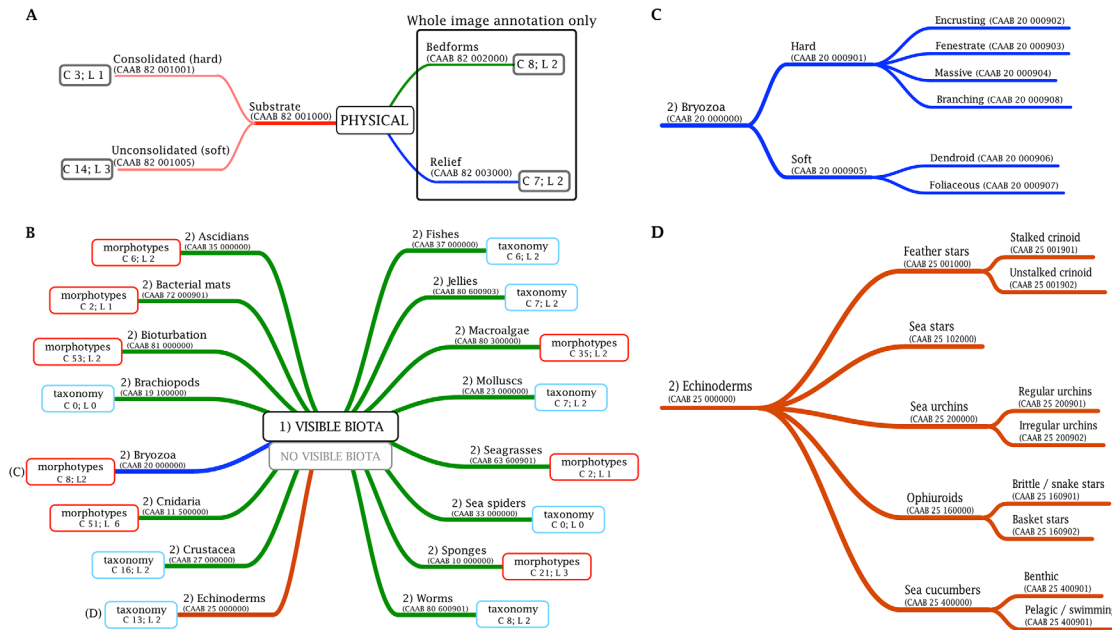 A
Whole image annotation only
Consolidated (hard)
(CAAB 82 001001)
C 3; L 1
Bedforms
(CAAB 82 002000)
C 8; L 2
Substrate
(CAAB 82 001000)
PHYSICAL
Unconsolidated (soft)
(CAAB 82 001005)
C 14; L 3
Relief
(CAAB 82 003000)
C 7; L 2
B
2) Ascidians
(CAAB 35 000000)
morphotypes
C 6; L 2
2) Bacterial mats
(CAAB 72 000901)
morphotypes
C 2; L 1
2) Bioturbation
(CAAB 81 000000)
morphotypes
C 53; L 2
2) Brachiopods
(CAAB 19 100000)
taxonomy
C 0; L 0
2) Bryozoa
(CAAB 20 000000)
(C)
morphotypes
C 8; L2
2) Cnidaria
(CAAB 11 500000)
morphotypes
C 51; L 6
2) Crustacea
(CAAB 27 000000)
taxonomy
C 16; L 2
2) Echinoderms
(CAAB 25 000000)
(D)
taxonomy
C 13; L 2
1) VISIBLE BIOTA
NO VISIBLE BIOTA
2) Fishes
(CAAB 37 000000)
taxonomy
C 6; L 2
2) Jellies
(CAAB 80 600903)
taxonomy
C 7; L 2
2) Macroalgae
(CAAB 80 300000)
morphotypes
C 35; L 2
2) Molluscs
(CAAB 23 000000)
taxonomy
C 7; L 2
2) Seagrasses
(CAAB 63 600901)
morphotypes
C 2; L 1
2) Sea spiders
(CAAB 33 000000)
taxonomy
C 0; L 0
2) Sponges
(CAAB 10 000000)
morphotypes
C 21; L 3
2) Worms
(CAAB 80 600901)
taxonomy
C 8; L 2
C
2) Bryozoa
(CAAB 20 000000)
Hard
(CAAB 20 000901)
Encrusting (CAAB 20 000902)
Fenestrate (CAAB 20 000903)
Massive (CAAB 20 000904)
Branching (CAAB 20 000908)
Soft
(CAAB 20 000905)
Dendroid (CAAB 20 000906)
Foliaceous (CAAB 20 000907)
D
2) Echinoderms
(CAAB 25 000000)
Feather stars
(CAAB 25 001000)
Stalked crinoid
(CAAB 25 001901)
Unstalked crinoid
(CAAB 25 001902)
Sea stars
(CAAB 25 102000)
Sea urchins
(CAAB 25 200000)
Regular urchins
(CAAB 25 200901)
Irregular urchins
(CAAB 25 200902)
Ophiuroids
(CAAB 25 160000)
Brittle / snake stars
(CAAB 25 160901)
Basket stars
(CAAB 25 160902)
Sea cucumbers
(CAAB 25 400000)
Benthic
(CAAB 25 400901)
Pelagic / swimming
(CAAB 25 400901)